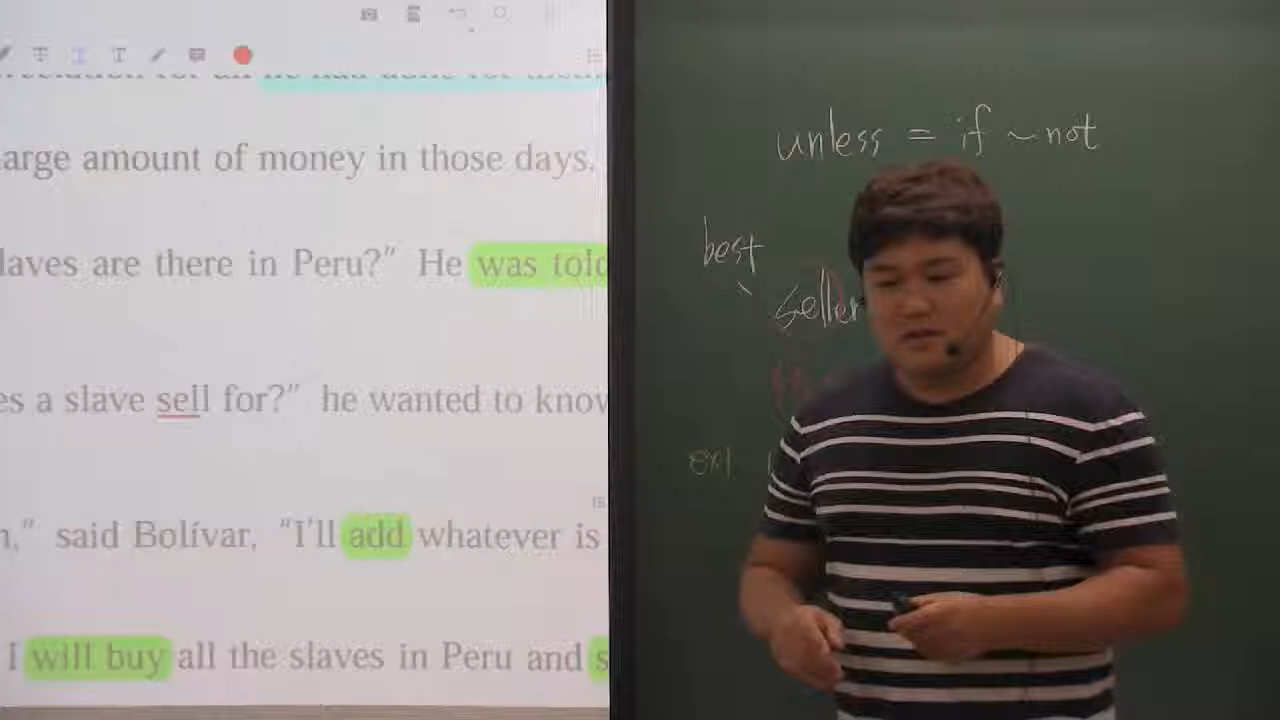 arge amount of money in those days.
laves are there in Peru?" He was told
es a slave sell for?" he wanted to know
," said Bolívar, "I'll add whatever is
I will buy all the slaves in Peru and s
unless = if ~ not
best
seller
ex)